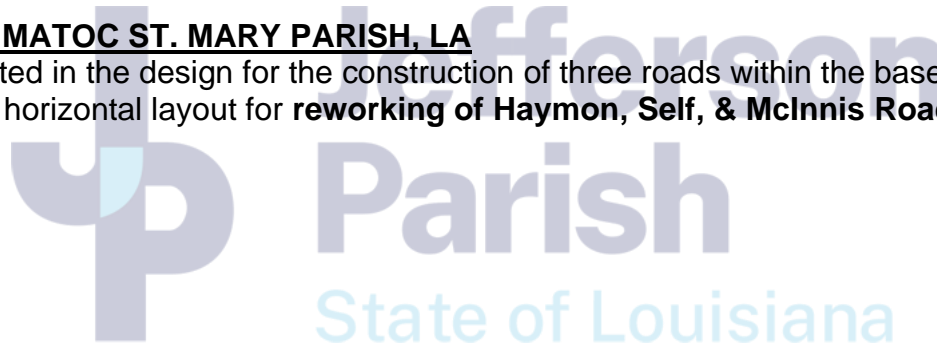 MATOC ST. MARY PARISH, LA
ted in the design for the construction of three roads within the base
horizontal layout for reworking of Haymon, Self, & McInnis Roa
Jefferson
Parish
State of Louisiana